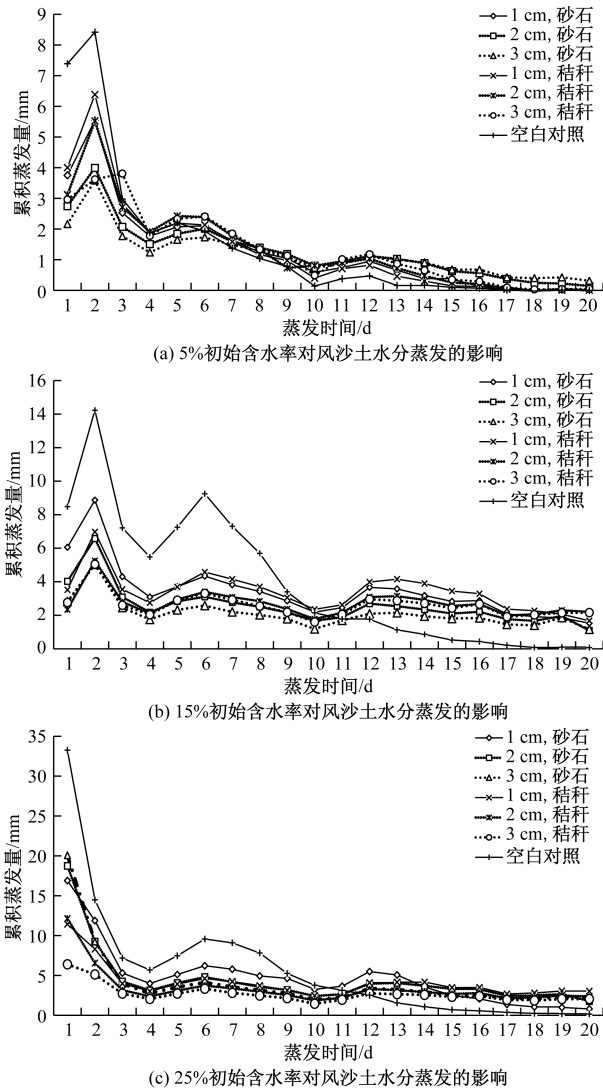 9
8
7
6
5
4
3
2
1
0
累积蒸发量/mm
1 cm, 砂石
2 cm, 砂石
3 cm, 砂石
1 cm, 秸秆
2 cm, 秸秆
3 cm, 秸秆
空白对照
1 2 3 4 5 6 7 8 9 10 11 12 13 14 15 16 17 18 19 20
蒸发时间/d
(a) 5%初始含水率对风沙土水分蒸发的影响
16
14
12
10
8
6
4
2
0
累积蒸发量/mm
1 cm, 砂石
2 cm, 砂石
3 cm, 砂石
1 cm, 秸秆
2 cm, 秸秆
3 cm, 秸秆
空白对照
1 2 3 4 5 6 7 8 9 10 11 12 13 14 15 16 17 18 19 20
蒸发时间/d
(b) 15%初始含水率对风沙土水分蒸发的影响
35
30
25
20
15
10
5
0
累积蒸发量/mm
1 cm, 砂石
2 cm, 砂石
3 cm, 砂石
1 cm, 秸秆
2 cm, 秸秆
3 cm, 秸秆
空白对照
1 2 3 4 5 6 7 8 9 10 11 12 13 14 15 16 17 18 19 20
蒸发时间/d
(c) 25%初始含水率对风沙土水分蒸发的影响